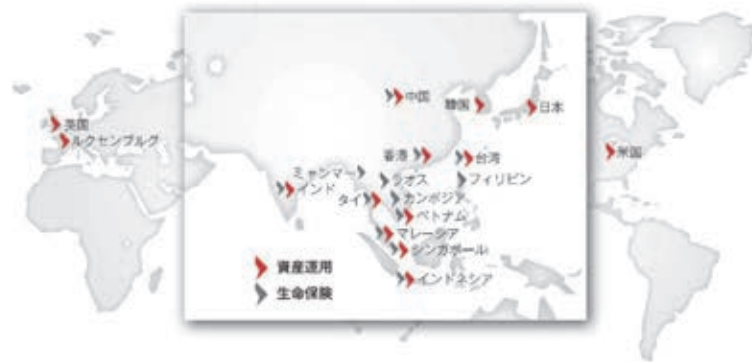 中国
韓国
日本
英国
ルクセンブルグ
香港
台湾
米国
ミャンマー
ラオス
フィリピン
インド
タイ
カンボジア
ベトナム
マレーシア
シンガポール
インドネシア
資産運用
生命保険